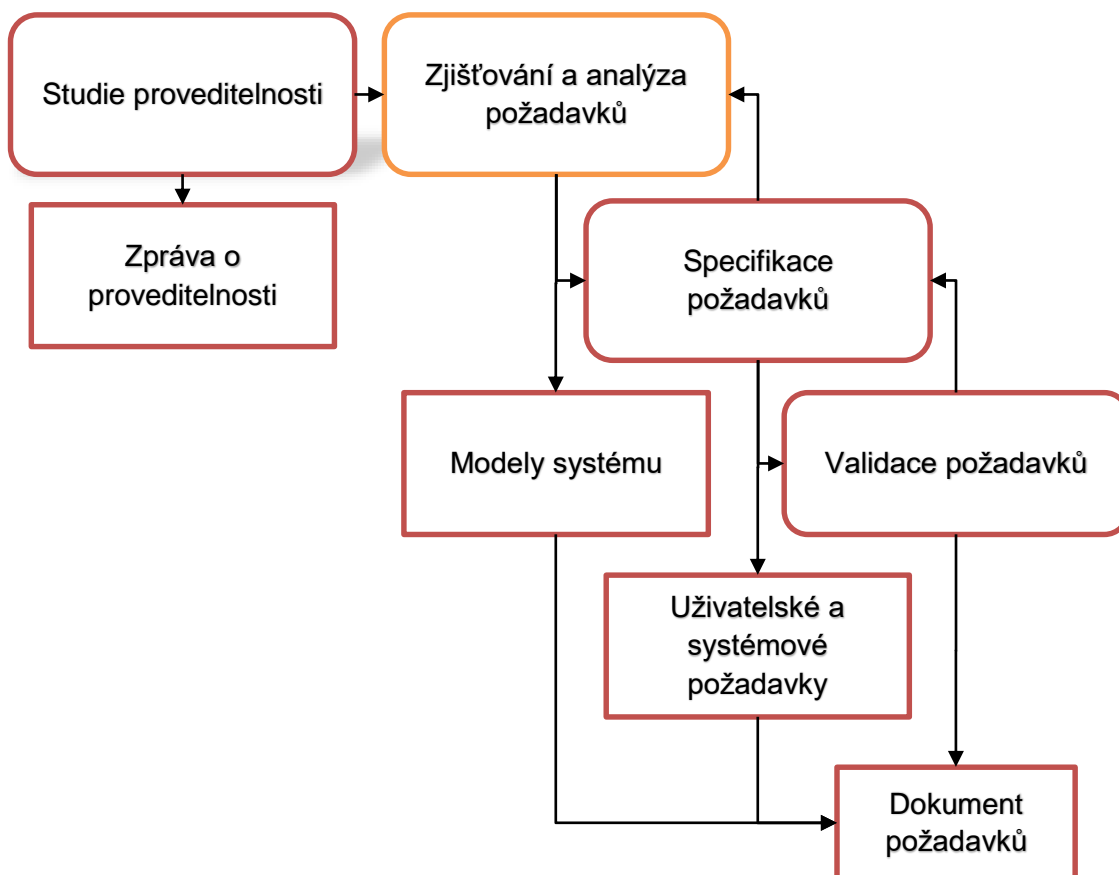 Studie proveditelnosti
Zjišťování a analýza
požadavků
Zpráva o
proveditelnosti
Specifikace
požadavků
Modely systému
Validace požadavků
Uživatelské a
systémové
požadavky
Dokument
požadavků